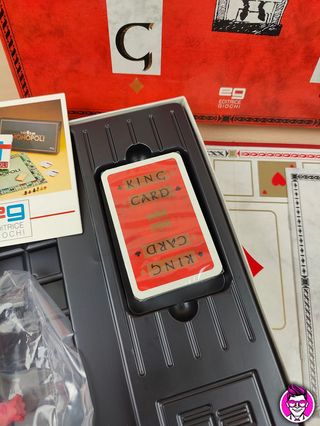 Ç
eg
EDITRICE
GIOCHI
MONOPOLI
eg
EDITRICE
GIOCHI
KING
CARD
CARD
KING